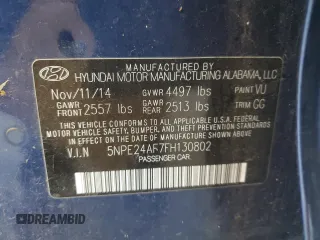 MANUFACTURED BY
HYUNDAI MOTOR MANUFACTURING ALABAMA, LLC
Nov/11/14 GVWR 4497 lbs PAINT VU
GAWR FRONT 2557 lbs GAWR REAR 2513 lbs TRIM GG
THIS VEHICLE CONFORMS TO ALL APPLICABLE U.S.A. FEDERAL
MOTOR VEHICLE SAFETY, BUMPER, AND THEFT PREVENTION
STANDARDS IN EFFECT ON THE DATE OF MANUFACTURE SHOWN ABOVE.
V.I.N 5NPE24AF7FH130802
PASSENGER CAR
DREAMBID